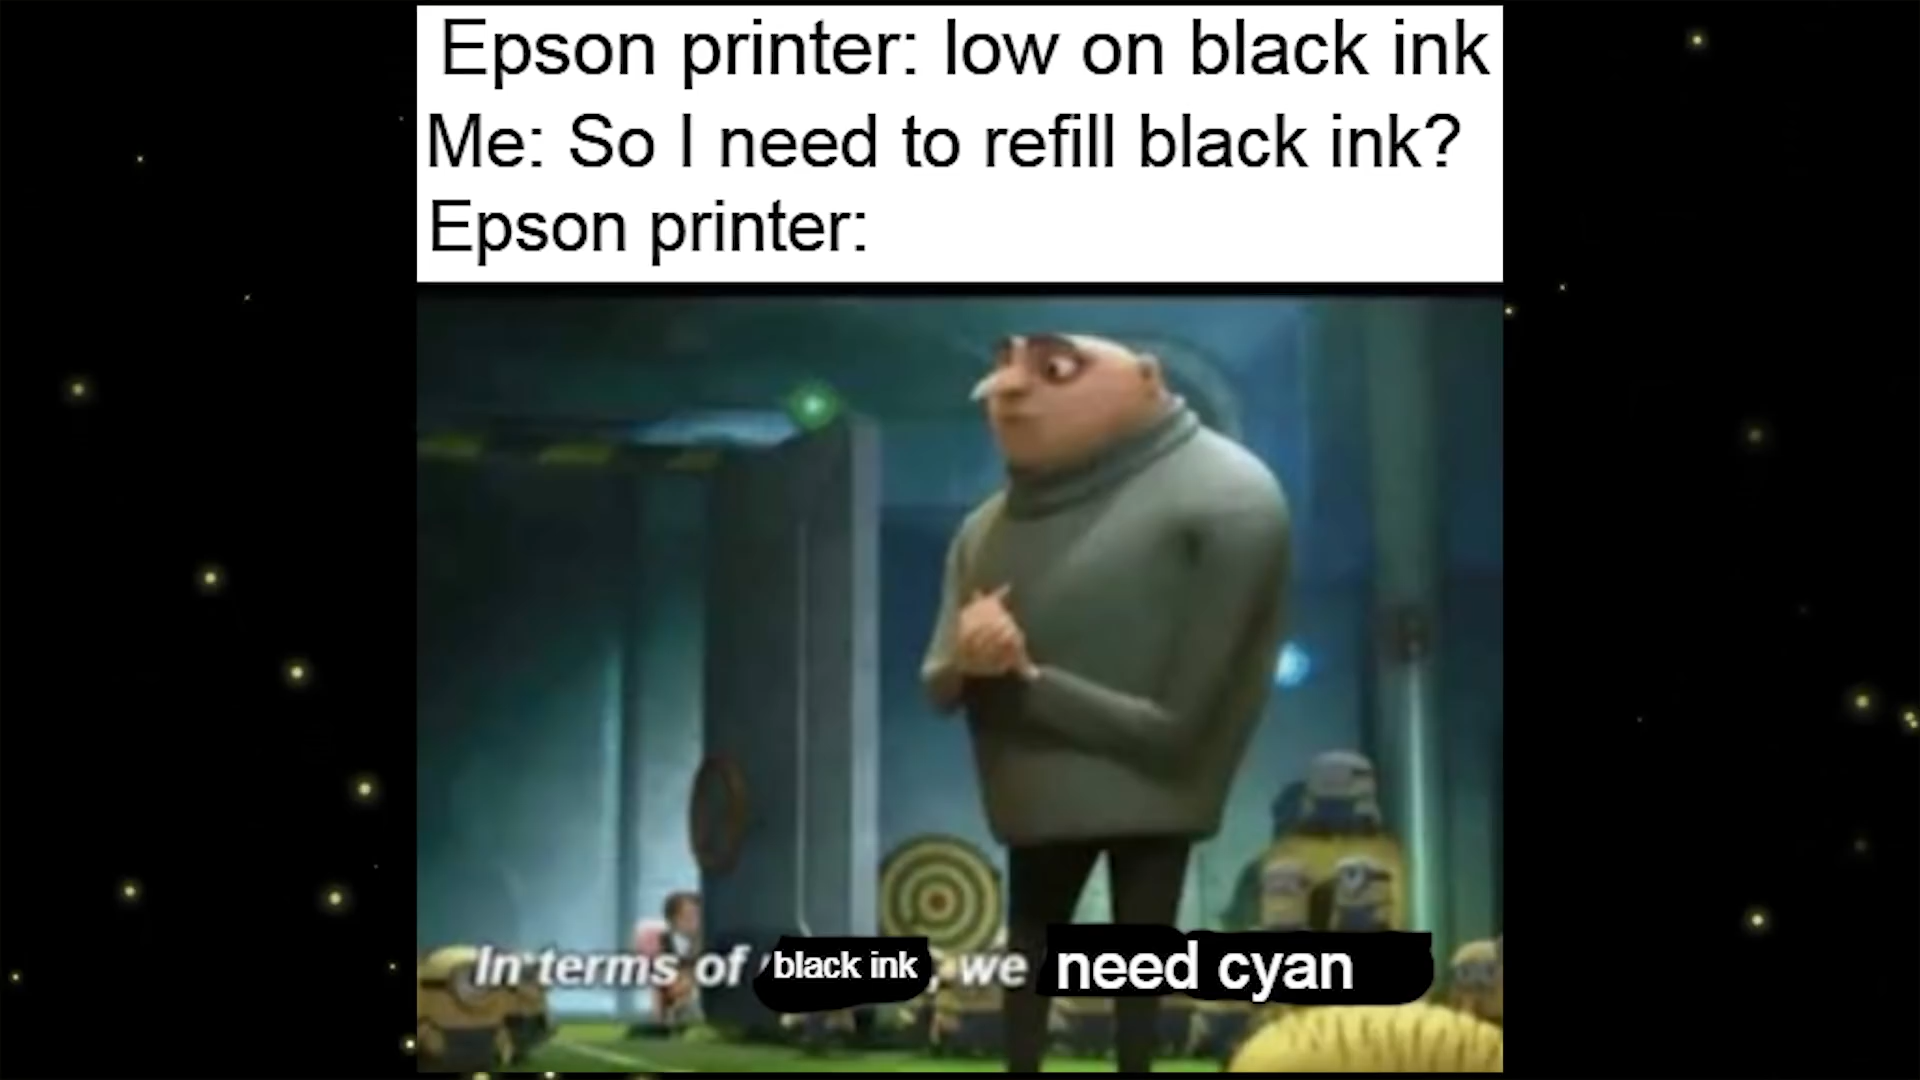 Epson printer: low on black ink
Me: So I need to refill black ink?
Epson printer:
In terms of black ink, we need cyan